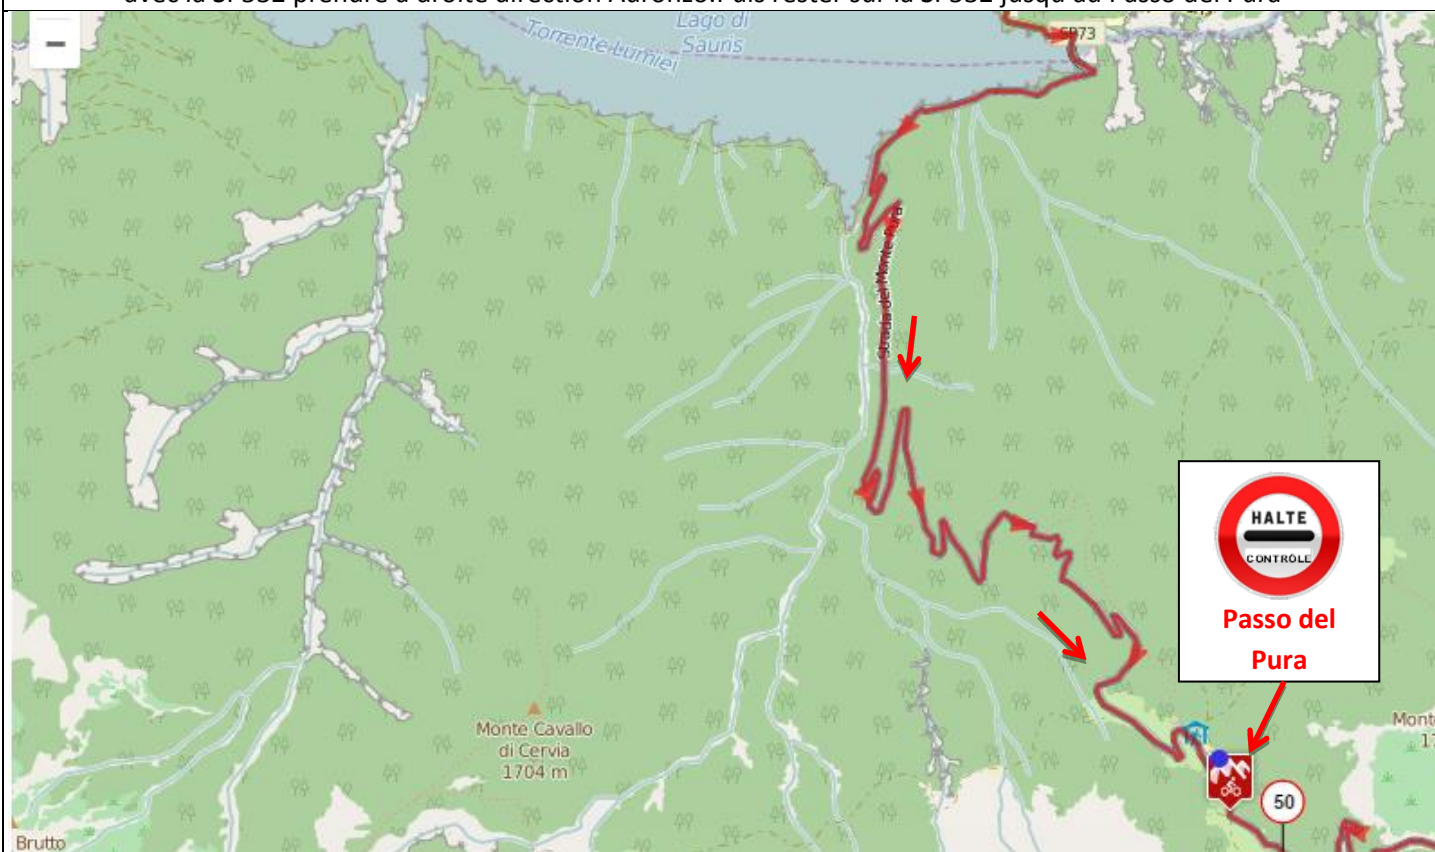 Lago di
Sauris
Torrente Lumiei
SP73
Strada del Monte Pura
HALTE
CONTRÔLE
Passo del
Pura
Monte Cavallo
di Cervia
1704 m
50
Brutto